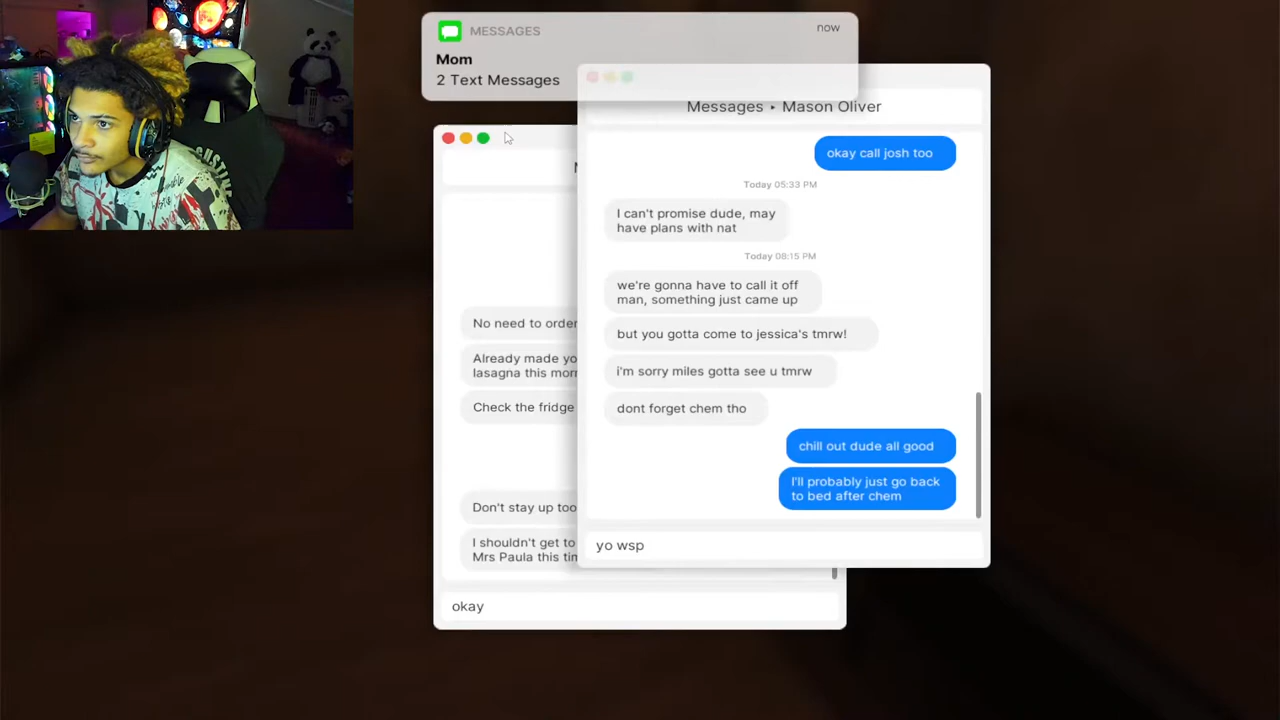 MESSAGES
now
Mom
2 Text Messages
Messages ‣ Mason Oliver
okay call josh too
Today 05:33 PM
I can't promise dude, may
have plans with nat
Today 08:15 PM
we're gonna have to call it off
man, something just came up
but you gotta come to jessica's tmrw!
i'm sorry miles gotta see u tmrw
dont forget chem tho
chill out dude all good
I'll probably just go back
to bed after chem
yo wsp
No need to order
Already made yo
lasagna this morn
Check the fridge
Don't stay up too
I shouldn't get to
Mrs Paula this tim
okay